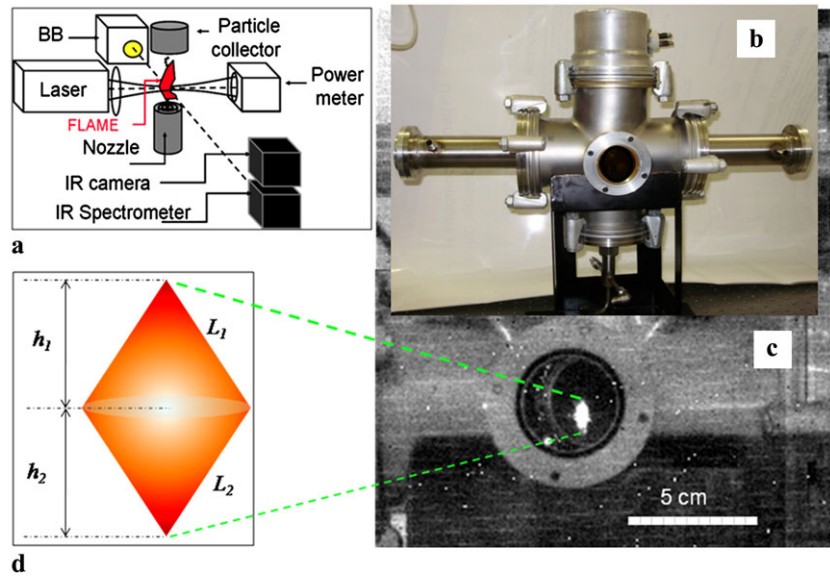 BB
Particle
collector
Laser
Power
meter
FLAME
Nozzle
IR camera
IR Spectrometer
a
b
h1
L1
h2
L2
d
c
5 cm